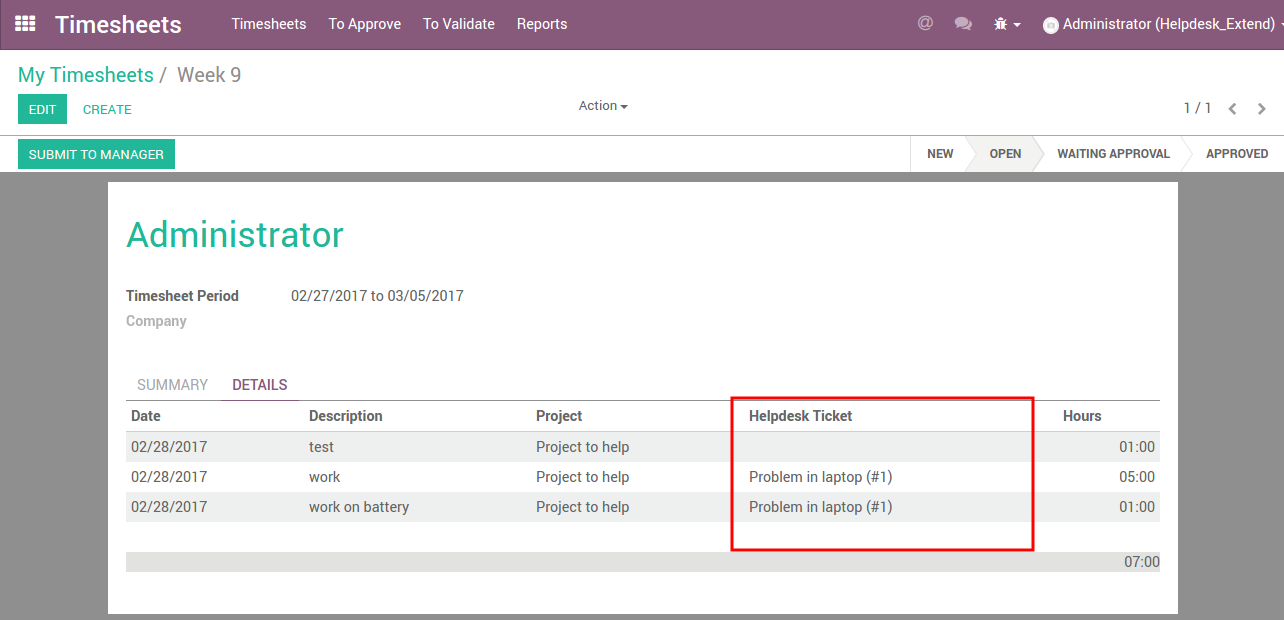 Timesheets Timesheets To Approve To Validate Reports @ Administrator (Helpdesk_Extend)
My Timesheets / Week 9
EDIT CREATE Action 1 / 1
SUBMIT TO MANAGER NEW OPEN WAITING APPROVAL APPROVED
Administrator
Timesheet Period 02/27/2017 to 03/05/2017
Company
SUMMARY DETAILS
Date Description Project Helpdesk Ticket Hours
02/28/2017 test Project to help 01:00
02/28/2017 work Project to help Problem in laptop (#1) 05:00
02/28/2017 work on battery Project to help Problem in laptop (#1) 01:00
07:00